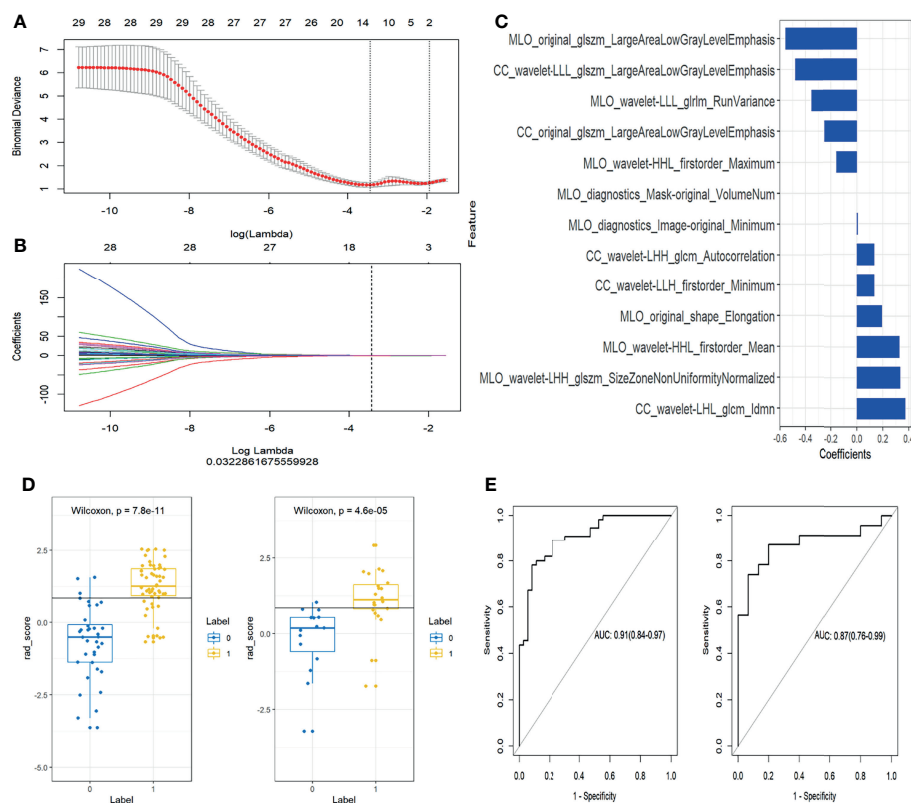 A
29 28 28 29 29 28 27 27 27 26 20 14 10 5 2
7
6
5
4
3
2
1
Binomial Deviance
-10 -8 -6 -4 -2
log(Lambda)
B
28 28 27 18 3
150
50
0
-100
Coefficients
-10 -8 -6 -4 -2
Log Lambda
0.0322861675559928
C
Feature
MLO_original_glszm_LargeAreaLowGrayLevelEmphasis
CC_wavelet-LLL_glszm_LargeAreaLowGrayLevelEmphasis
MLO_wavelet-LLL_glrlm_RunVariance
CC_original_glszm_LargeAreaLowGrayLevelEmphasis
MLO_wavelet-HHL_firstorder_Maximum
MLO_diagnostics_Mask-original_VolumeNum
MLO_diagnostics_Image-original_Minimum
CC_wavelet-LHH_glcm_Autocorrelation
CC_wavelet-LLH_firstorder_Minimum
MLO_original_shape_Elongation
MLO_wavelet-HHL_firstorder_Mean
MLO_wavelet-LHH_glszm_SizeZoneNonUniformityNormalized
CC_wavelet-LHL_glcm_Idmn
-0.6 -0.4 -0.2 0.0 0.2 0.4
Coefficients
D
Wilcoxon, p = 7.8e-11
2.5
0.0
-2.5
-5.0
rad_score
0 1
Label
Label
0
1
Wilcoxon, p = 4.6e-05
2.5
0.0
-2.5
rad_score
0 1
Label
Label
0
1
E
1.0
0.8
0.6
0.4
0.2
0.0
Sensitivity
AUC: 0.91(0.84-0.97)
0.0 0.2 0.4 0.6 0.8 1.0
1 - Specificity
1.0
0.8
0.6
0.4
0.2
0.0
Sensitivity
AUC: 0.87(0.76-0.99)
0.0 0.2 0.4 0.6 0.8 1.0
1 - Specificity